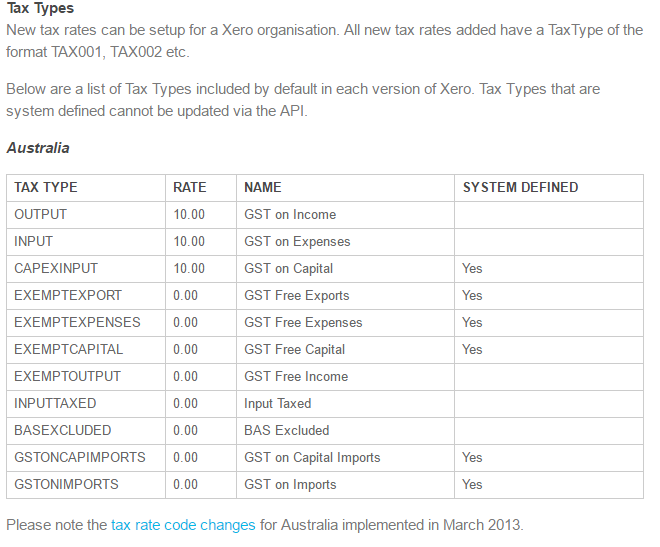 Tax Types
New tax rates can be setup for a Xero organisation. All new tax rates added have a TaxType of the
format TAX001, TAX002 etc.
Below are a list of Tax Types included by default in each version of Xero. Tax Types that are
system defined cannot be updated via the API.
Australia
TAX TYPE RATE NAME SYSTEM DEFINED
OUTPUT 10.00 GST on Income
INPUT 10.00 GST on Expenses
CAPEXINPUT 10.00 GST on Capital Yes
EXEMPTEXPORT 0.00 GST Free Exports Yes
EXEMPTEXPENSES 0.00 GST Free Expenses Yes
EXEMPTCAPITAL 0.00 GST Free Capital Yes
EXEMPTOUTPUT 0.00 GST Free Income
INPUTTAXED 0.00 Input Taxed
BASEXCLUDED 0.00 BAS Excluded
GSTONCAPIMPORTS 0.00 GST on Capital Imports Yes
GSTONIMPORTS 0.00 GST on Imports Yes
Please note the tax rate code changes for Australia implemented in March 2013.